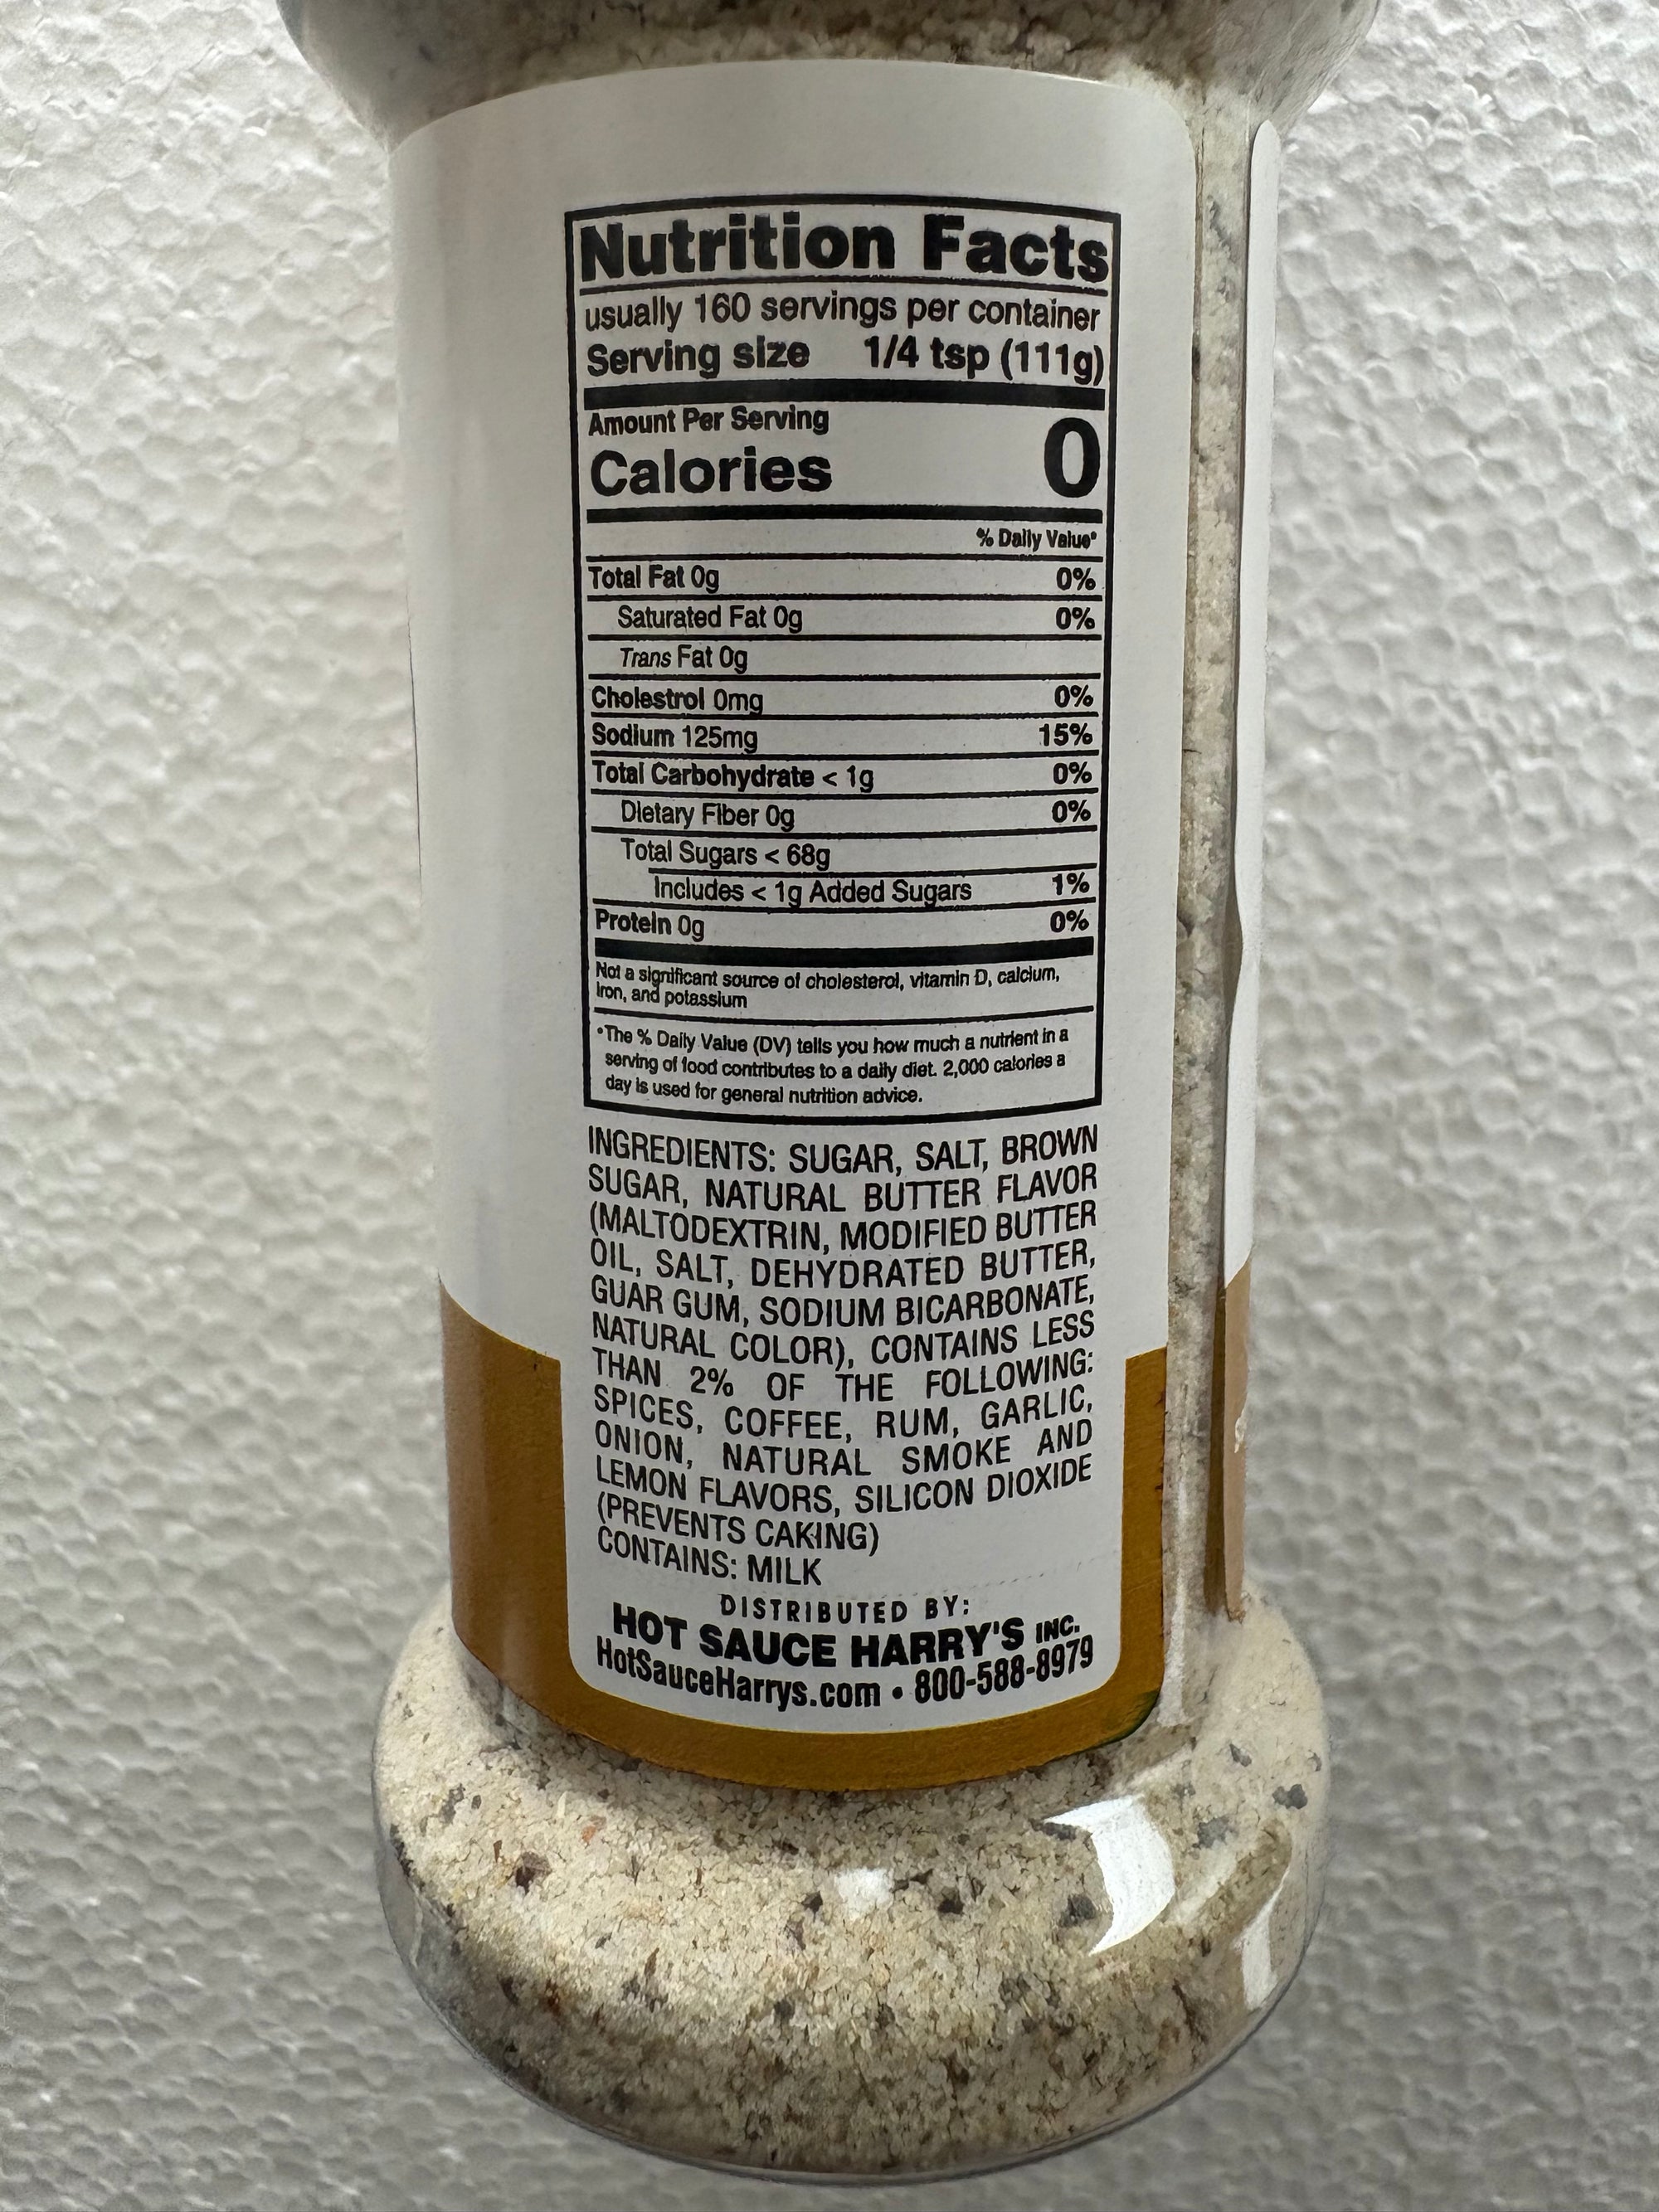 Nutrition Facts
usually 160 servings per container
Serving size 1/4 tsp (111g)
Amount Per Serving
Calories 0
% Daily Value*
Total Fat 0g 0%
Saturated Fat 0g 0%
Trans Fat 0g
Cholestrol 0mg 0%
Sodium 125mg 15%
Total Carbohydrate < 1g 0%
Dietary Fiber 0g 0%
Total Sugars < 68g
Includes < 1g Added Sugars 1%
Protein 0g 0%
Not a significant source of cholesterol, vitamin D, calcium,
iron, and potassium
*The % Daily Value (DV) tells you how much a nutrient in a
serving of food contributes to a daily diet. 2,000 calories a
day is used for general nutrition advice.
INGREDIENTS: SUGAR, SALT, BROWN
SUGAR, NATURAL BUTTER FLAVOR
(MALTODEXTRIN, MODIFIED BUTTER
OIL, SALT, DEHYDRATED BUTTER,
GUAR GUM, SODIUM BICARBONATE,
NATURAL COLOR), CONTAINS LESS
THAN 2% OF THE FOLLOWING:
SPICES, COFFEE, RUM, GARLIC,
ONION, NATURAL SMOKE AND
LEMON FLAVORS, SILICON DIOXIDE
(PREVENTS CAKING)
CONTAINS: MILK
DISTRIBUTED BY:
HOT SAUCE HARRY'S INC.
HotSauceHarrys.com • 800-588-8979